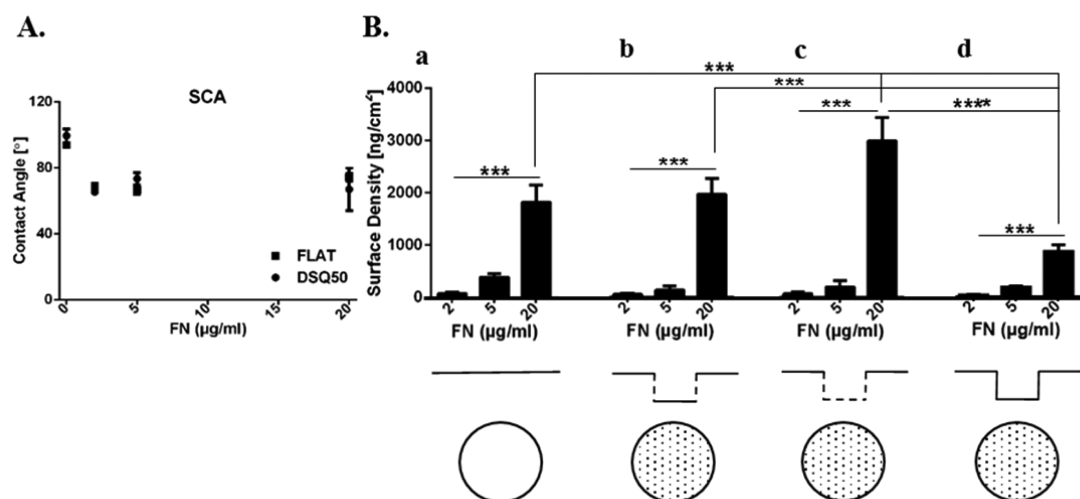 A.
SCA
Contact Angle [°]
120
80
40
0
0 5 10 15 20
FN (µg/ml)
FLAT
DSQ50
B.
a b c d
Surface Density [ng/cm²]
4000
3000
2000
1000
0
***
***
*** ****
***
***
***
2 5 20 2 5 20 2 5 20 2 5 20
FN (µg/ml) FN (µg/ml) FN (µg/ml) FN (µg/ml)